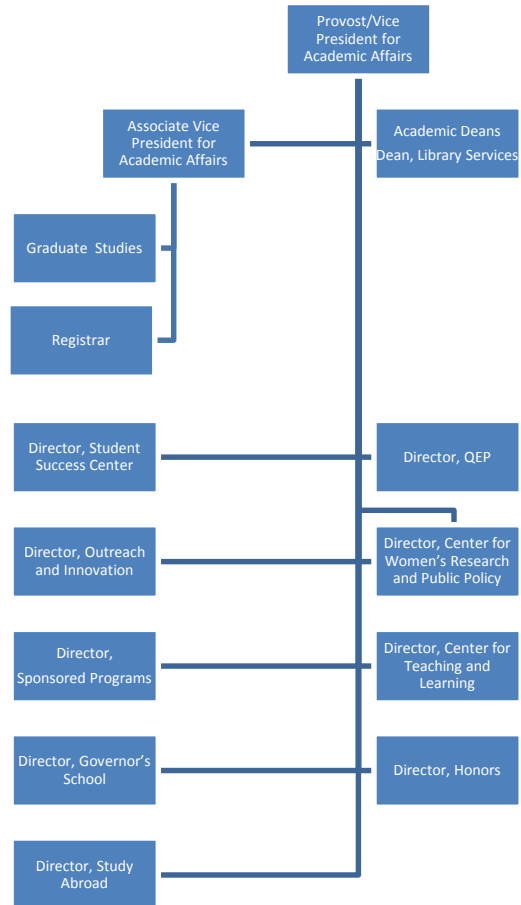 Provost/Vice
President for
Academic Affairs
Associate Vice
President for
Academic Affairs
Academic Deans
Dean, Library Services
Graduate Studies
Registrar
Director, Student
Success Center
Director, QEP
Director, Outreach
and Innovation
Director, Center for
Women's Research
and Public Policy
Director,
Sponsored Programs
Director, Center for
Teaching and
Learning
Director, Governor's
School
Director, Honors
Director, Study
Abroad